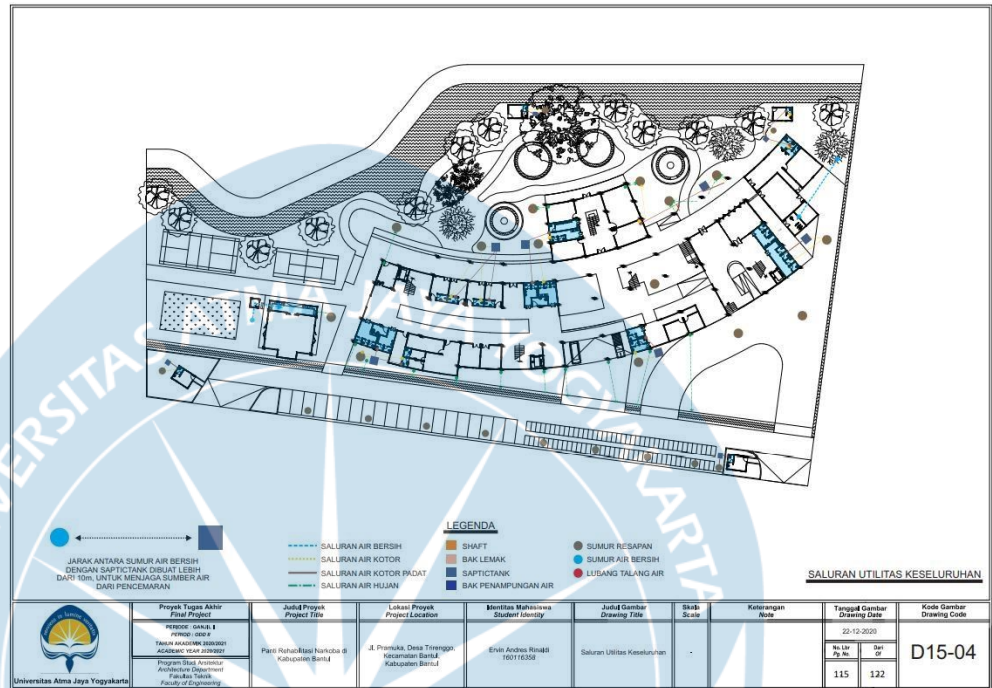 UNIVERSITAS ATMA JAYA YOGYAKARTA
JARAK ANTARA SUMUR AIR BERSIH
DENGAN SAPTICTANK DIBUAT LEBIH
DARI 10m, UNTUK MENJAGA SUMBER AIR
DARI PENCEMARAN
LEGENDA
SALURAN AIR BERSIH
SALURAN AIR KOTOR
SALURAN AIR KOTOR PADAT
SALURAN AIR HUJAN
SHAFT
BAK LEMAK
SAPTICTANK
BAK PENAMPUNGAN AIR
SUMUR RESAPAN
SUMUR AIR BERSIH
LUBANG TALANG AIR
SALURAN UTILITAS KESELURUHAN
Universitas Atma Jaya Yogyakarta
Proyek Tugas Akhir
Final Project
PERIODE : GANJIL II
PERIOD : ODD II
TAHUN AKADEMIK 2020/2021
ACADEMIC YEAR 2020/2021
Program Studi Arsitektur
Architecture Department
Fakultas Teknik
Faculty of Engineering
Judul Proyek
Project Title
Panti Rehabilitasi Narkoba di
Kabupaten Bantul
Lokasi Proyek
Project Location
Jl. Pramuka, Desa Trirenggo,
Kecamatan Bantul,
Kabupaten Bantul
Identitas Mahasiswa
Student Identity
Ervin Andres Rinaldi
160116358
Judul Gambar
Drawing Title
Saluran Utilitas Keseluruhan
Skala
Scale
-
Keterangan
Note
Tanggal Gambar
Drawing Date
22-12-2020
No. Lbr
Pg. No.
Dari
Of
115
122
Kode Gambar
Drawing Code
D15-04